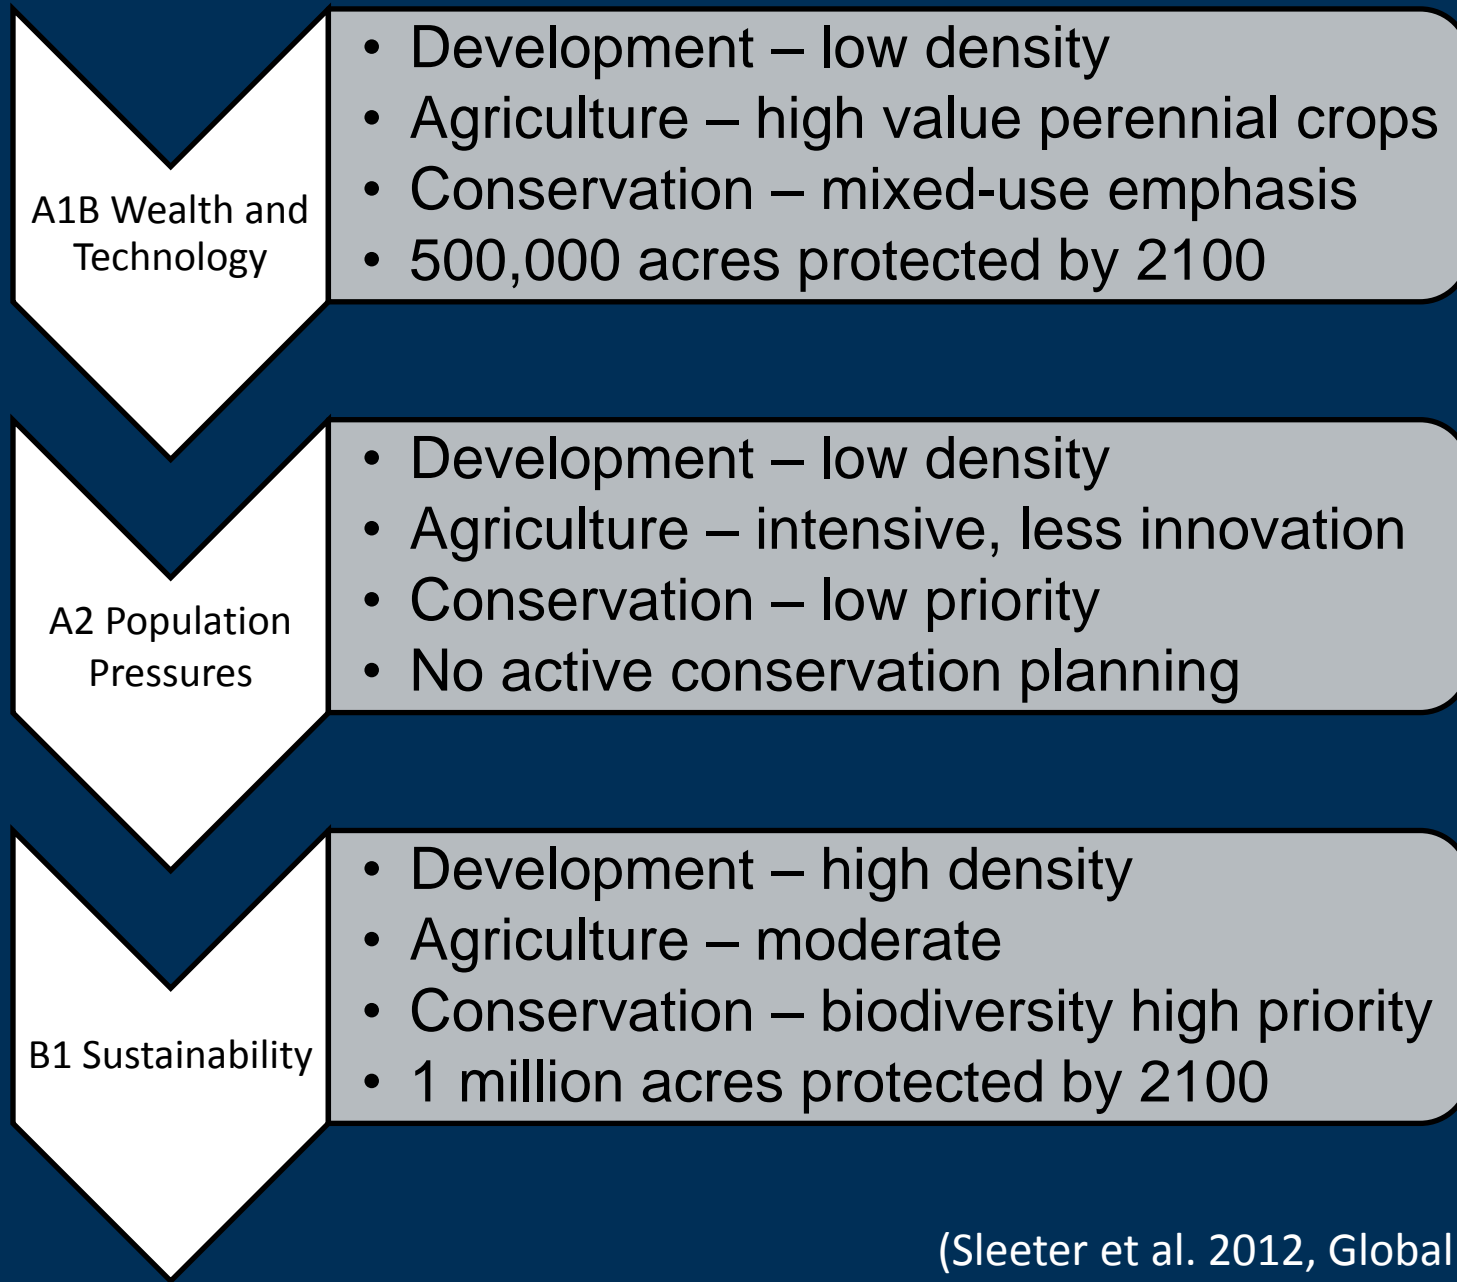 A1B Wealth and
Technology
• Development – low density
• Agriculture – high value perennial crops
• Conservation – mixed-use emphasis
• 500,000 acres protected by 2100
A2 Population
Pressures
• Development – low density
• Agriculture – intensive, less innovation
• Conservation – low priority
• No active conservation planning
B1 Sustainability
• Development – high density
• Agriculture – moderate
• Conservation – biodiversity high priority
• 1 million acres protected by 2100
(Sleeter et al. 2012, Global